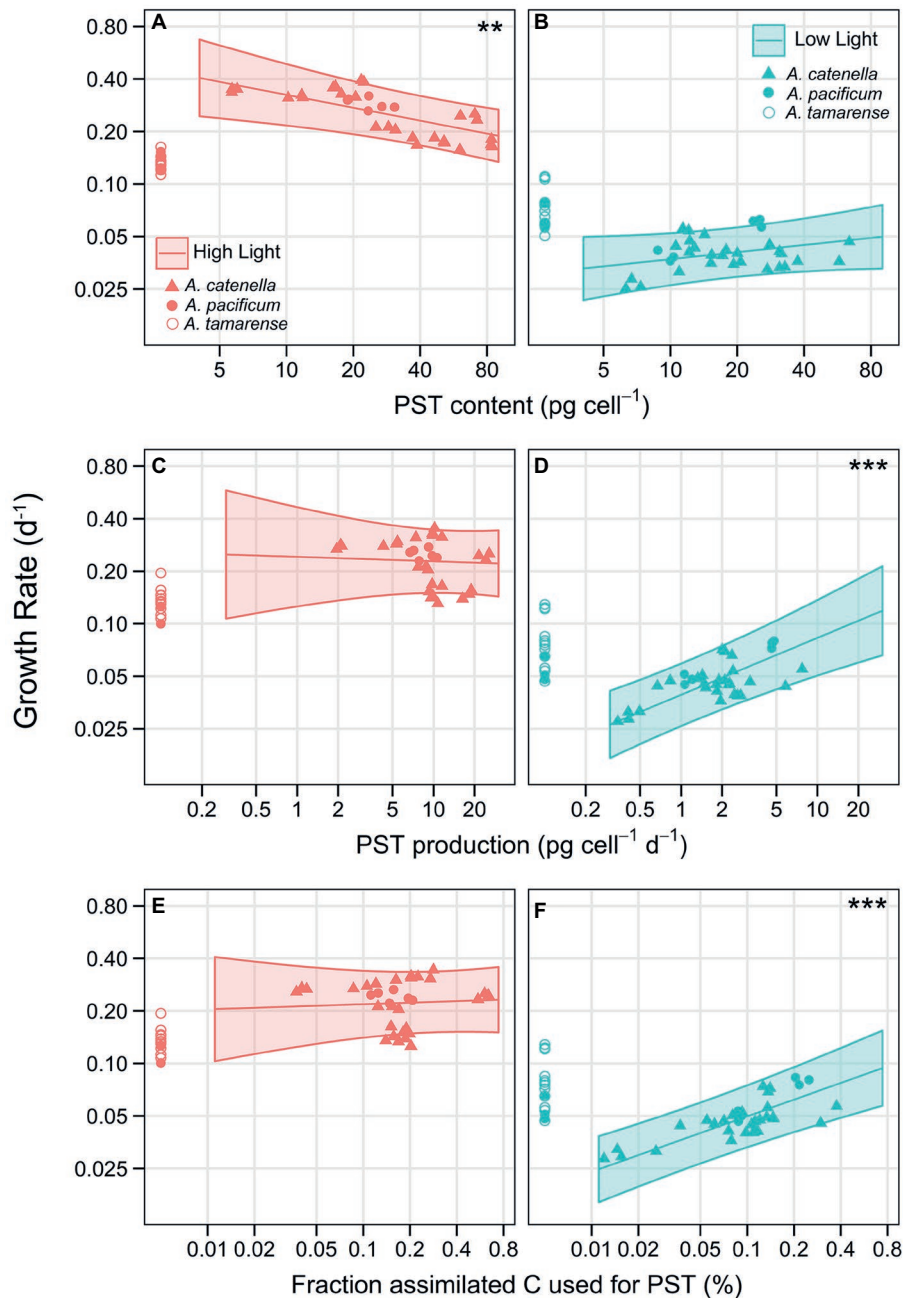 A
**
B
Low Light
A. catenella
A. pacificum
A. tamarense
High Light
A. catenella
A. pacificum
A. tamarense
0.80
0.40
0.20
0.10
0.05
0.025
5 10 20 40 80
5 10 20 40 80
PST content (pg cell⁻¹)
C
D
***
0.80
0.40
0.20
0.10
0.05
0.025
Growth Rate (d⁻¹)
0.2 0.5 1 2 5 10 20
0.2 0.5 1 2 5 10 20
PST production (pg cell⁻¹ d⁻¹)
E
F
***
0.80
0.40
0.20
0.10
0.05
0.025
0.01 0.02 0.05 0.1 0.2 0.4 0.8
0.01 0.02 0.05 0.1 0.2 0.4 0.8
Fraction assimilated C used for PST (%)